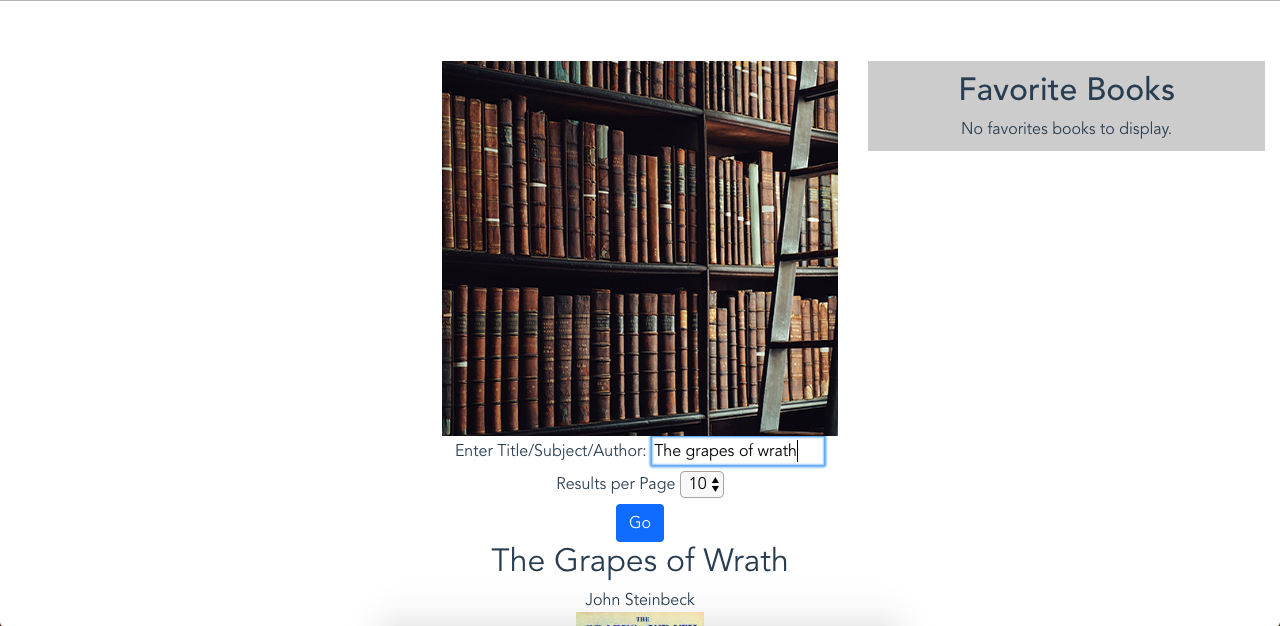 Favorite Books
No favorites books to display.
Enter Title/Subject/Author: The grapes of wrath
Results per Page 10
Go
The Grapes of Wrath
John Steinbeck
THE